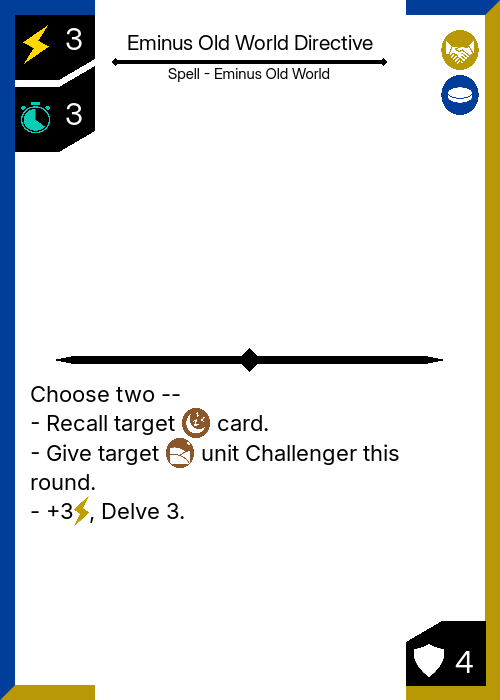 3
Eminus Old World Directive
Spell - Eminus Old World
3
Choose two --
- Recall target card.
- Give target unit Challenger this
round.
- +3, Delve 3.
4